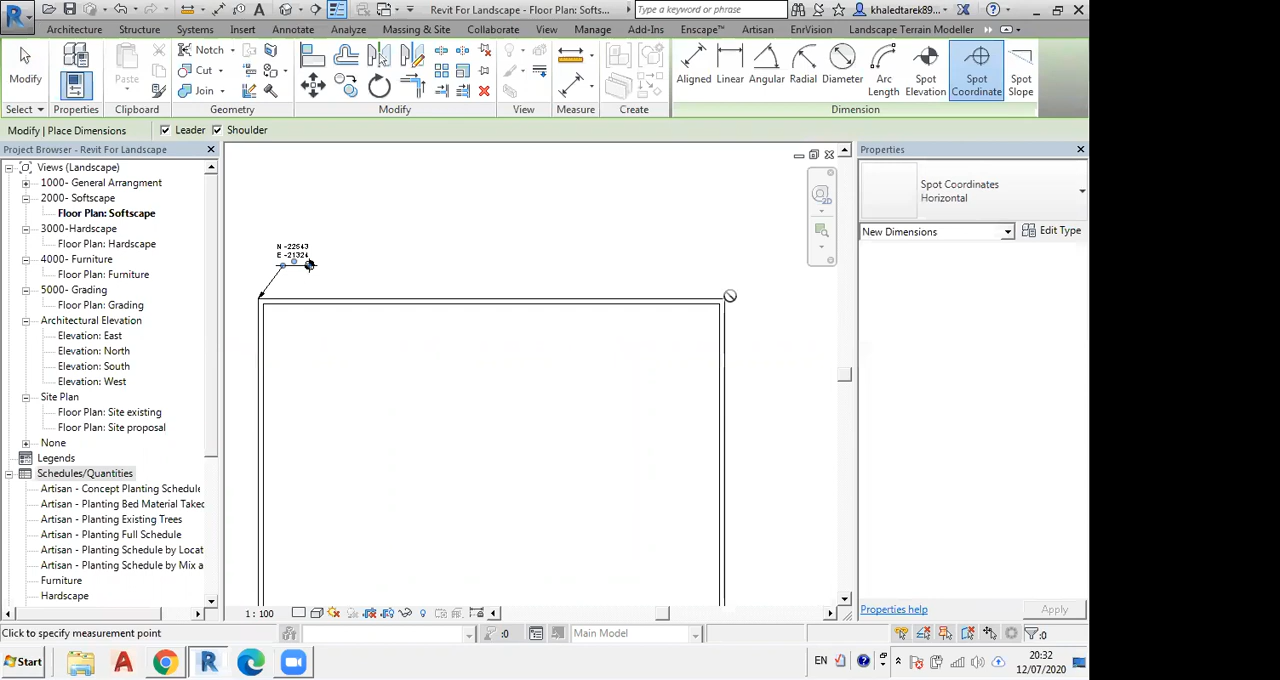 Revit For Landscape - Floor Plan: Softs...
Type a keyword or phrase
khaledtarek89...
Architecture Structure Systems Insert Annotate Analyze Massing & Site Collaborate View Manage Add-Ins Enscape™ Artisan EnvVision Landscape Terrain Modeller
Modify
Paste
Notch
Cut
Join
Aligned Linear Angular Radial Diameter Arc Length Spot Elevation Spot Coordinate Spot Slope
Select Properties Clipboard Geometry Modify View Measure Create Dimension
Modify | Place Dimensions Leader Shoulder
Project Browser - Revit For Landscape
Views (Landscape)
1000- General Arrangment
2000- Softscape
Floor Plan: Softscape
3000-Hardscape
Floor Plan: Hardscape
4000- Furniture
Floor Plan: Furniture
5000- Grading
Floor Plan: Grading
Architectural Elevation
Elevation: East
Elevation: North
Elevation: South
Elevation: West
Site Plan
Floor Plan: Site existing
Floor Plan: Site proposal
None
Legends
Schedules/Quantities
Artisan - Concept Planting Schedule
Artisan - Planting Bed Material Takeo
Artisan - Planting Existing Trees
Artisan - Planting Full Schedule
Artisan - Planting Schedule by Locat
Artisan - Planting Schedule by Mix a
Furniture
Hardscape
N -22643
E -21324
2D
Properties
Spot Coordinates
Horizontal
New Dimensions
Edit Type
Properties help
Apply
1 : 100
Click to specify measurement point
:0
Main Model
:0
Start
EN
20:32
12/07/2020